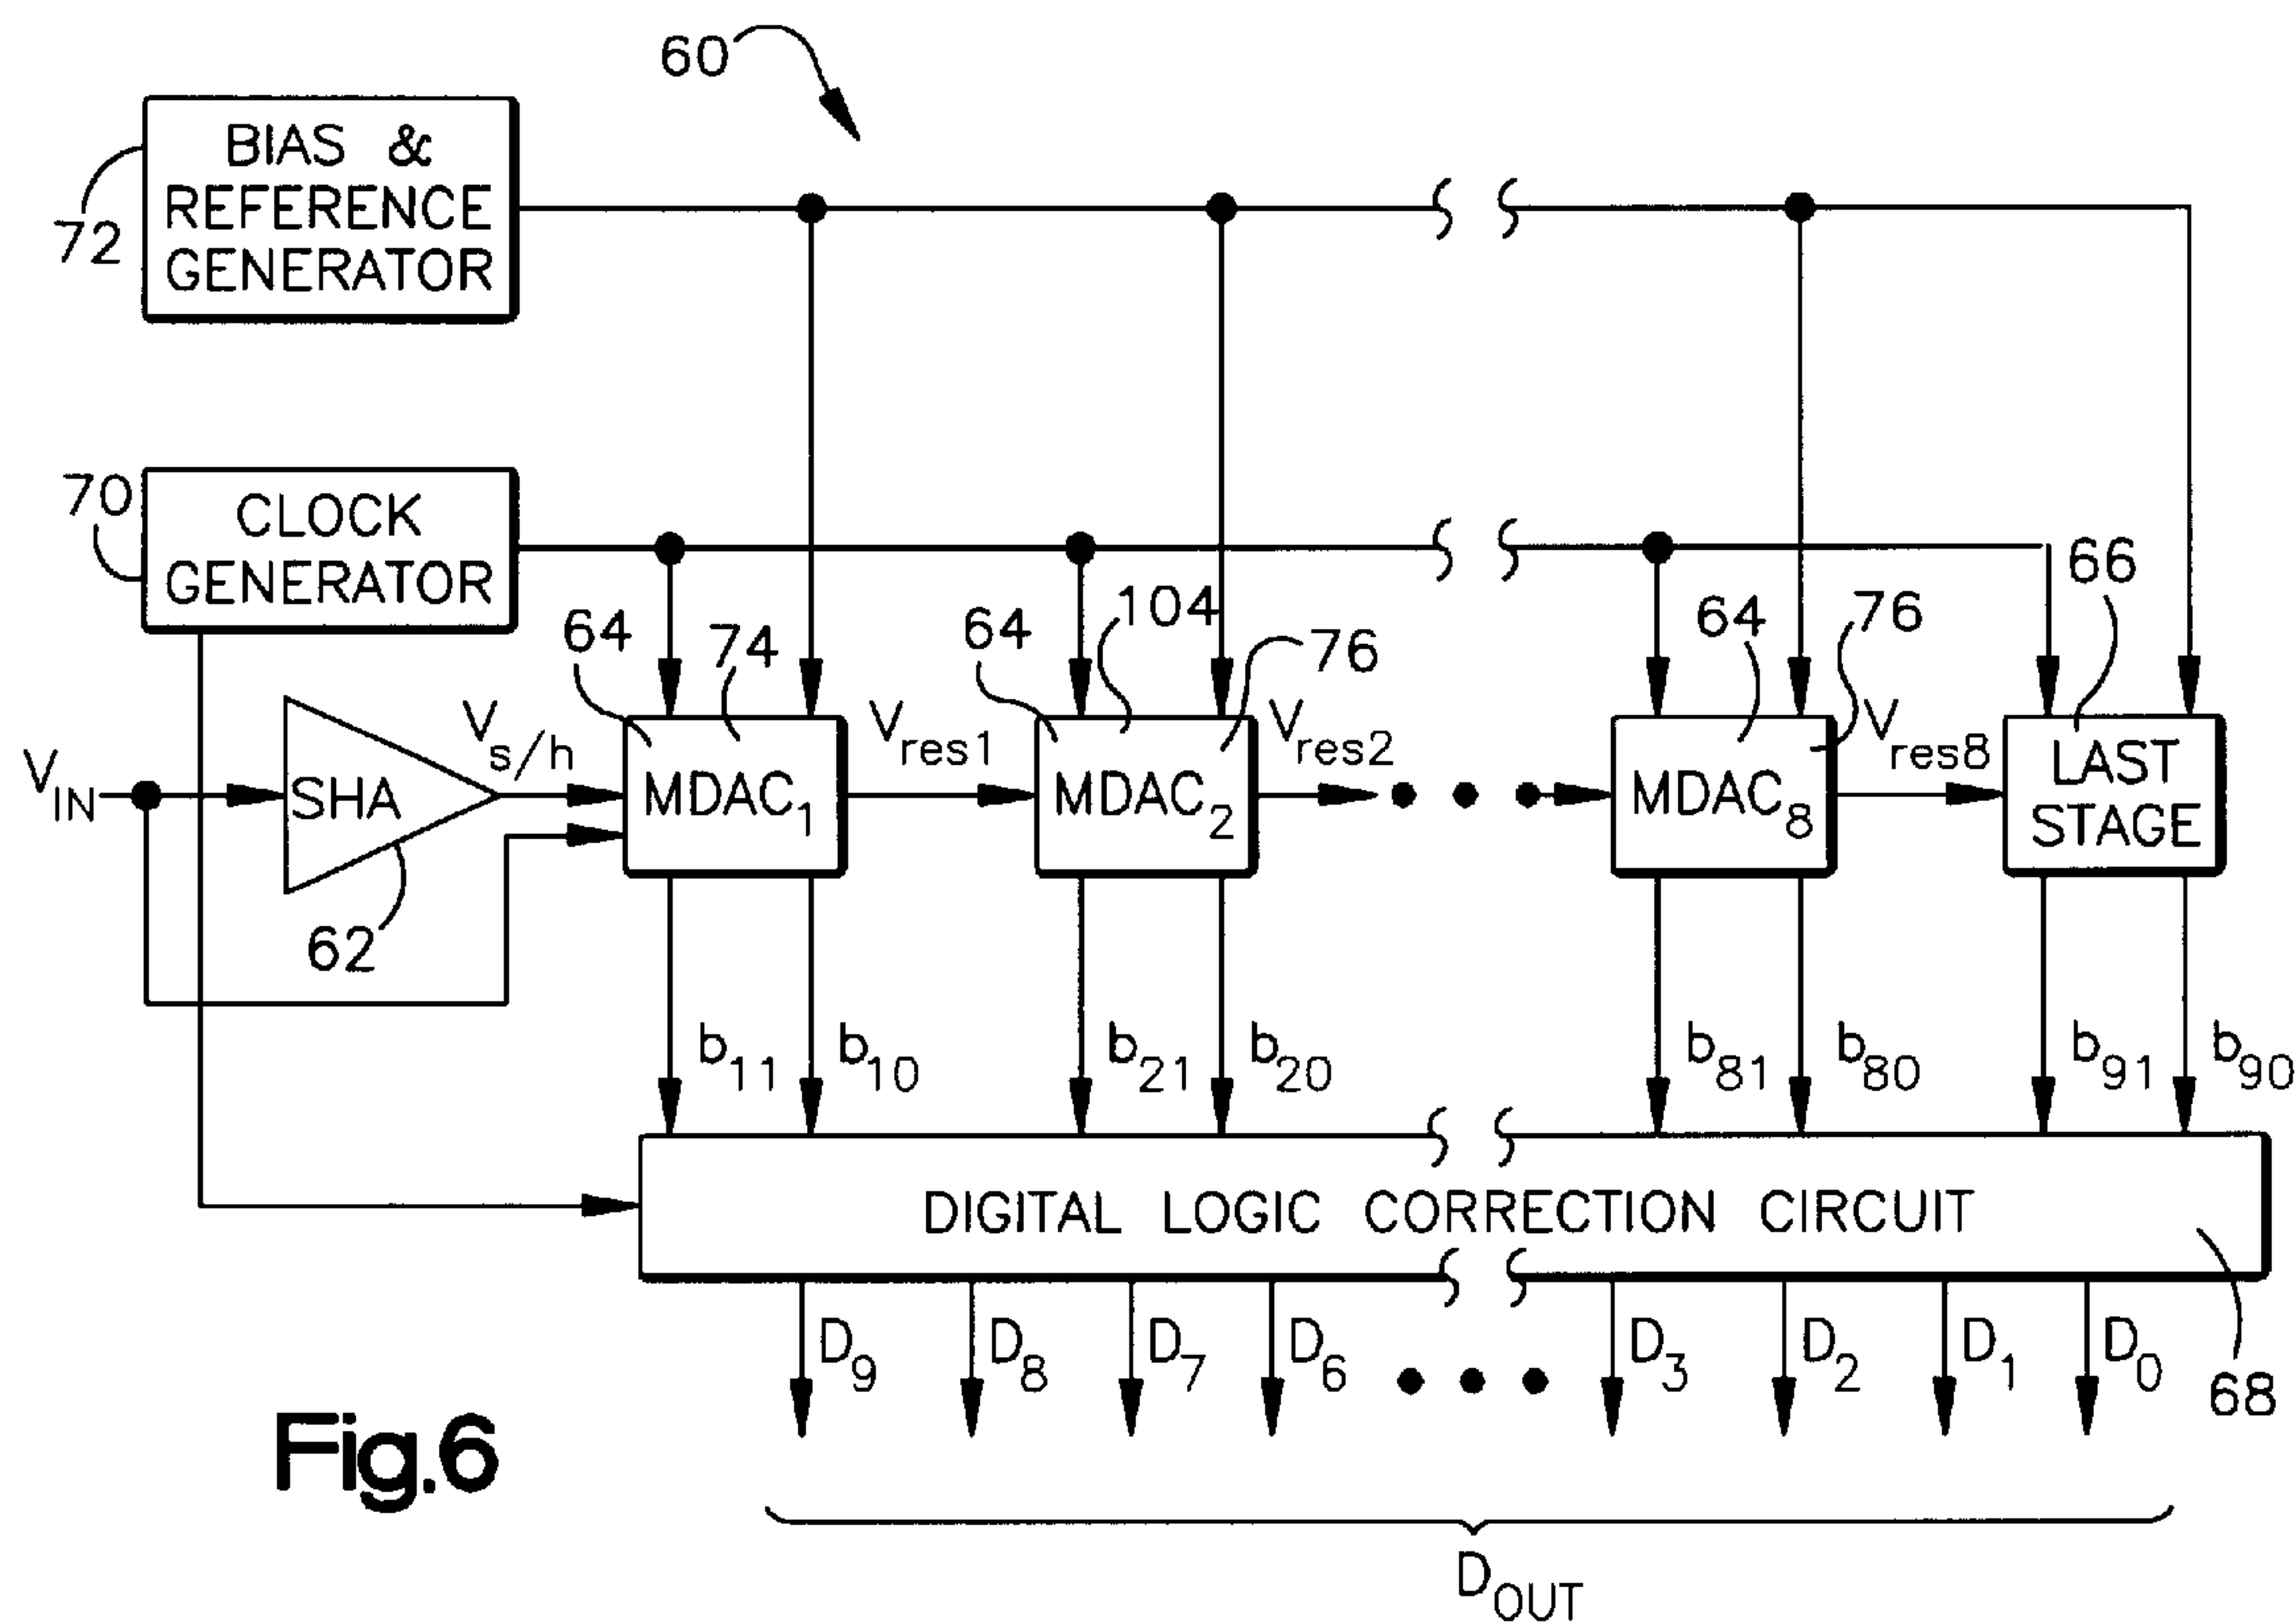 60
BIAS &
REFERENCE
GENERATOR
72
CLOCK
GENERATOR
70
64
74
64
104
76
64
76
66
V_IN
SHA
62
V_s/h
MDAC_1
V_res1
MDAC_2
V_res2
MDAC_8
V_res8
LAST
STAGE
b_11 b_10 b_21 b_20 b_81 b_80 b_91 b_90
DIGITAL LOGIC CORRECTION CIRCUIT
68
D_9 D_8 D_7 D_6 D_3 D_2 D_1 D_0
Fig.6
D_OUT